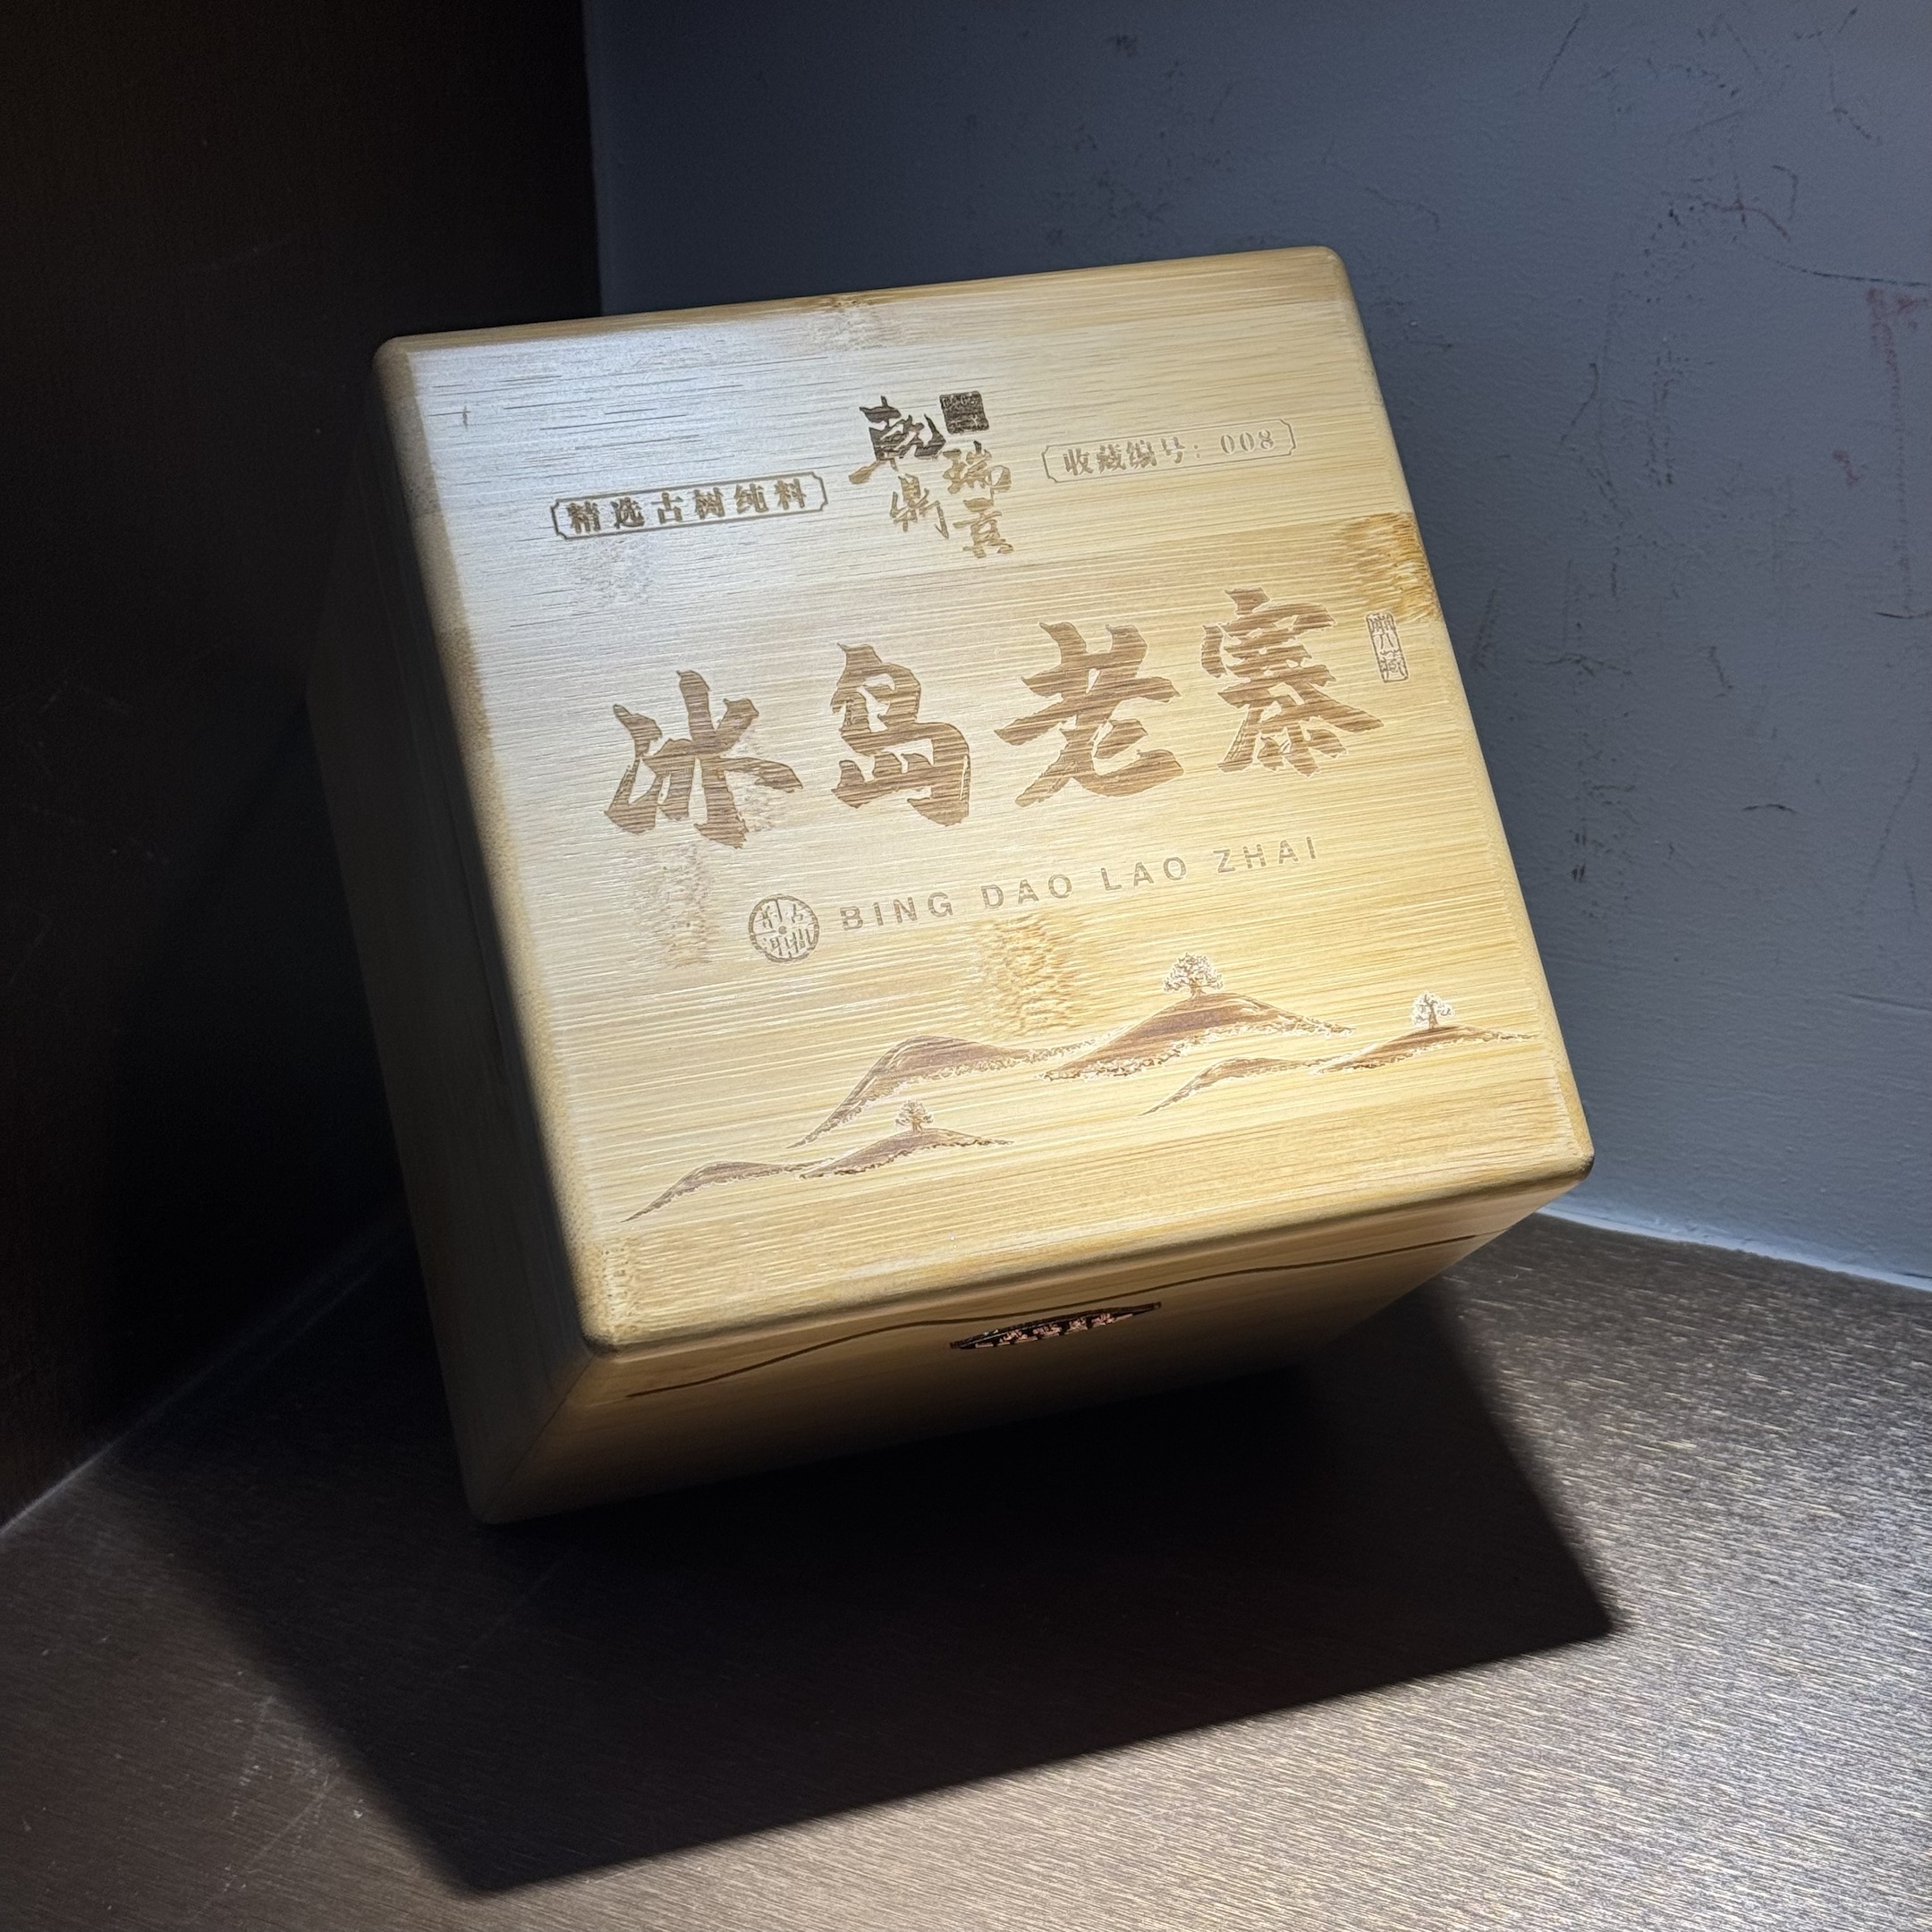 精选古树纯料
乾鼎
瑞贡
收藏编号：008
冰岛老寨
BING DAO LAO ZHAI